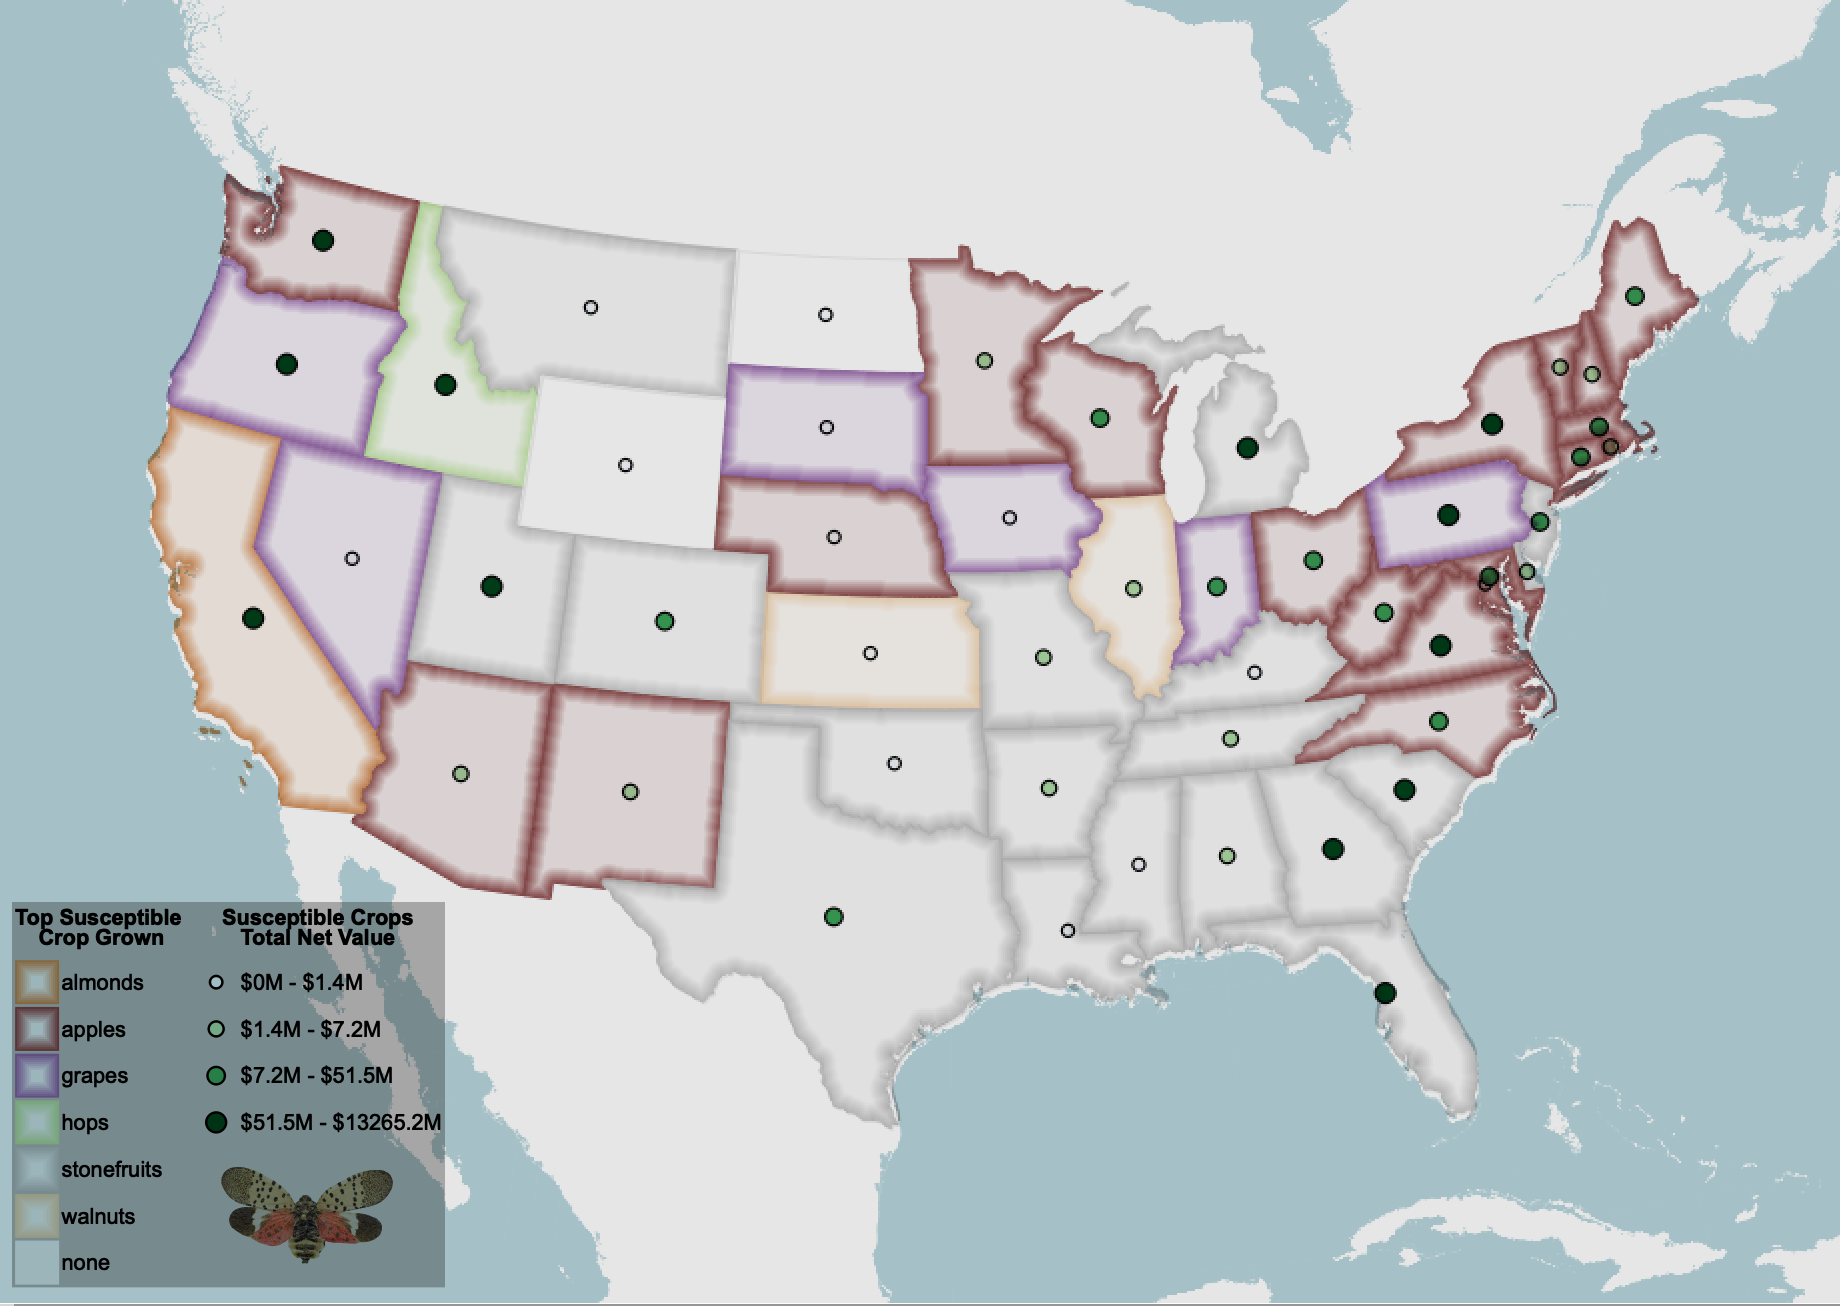 Top Susceptible
Crop Grown
almonds
apples
grapes
hops
stonefruits
walnuts
none
Susceptible Crops
Total Net Value
$0M - $1.4M
$1.4M - $7.2M
$7.2M - $51.5M
$51.5M - $13265.2M